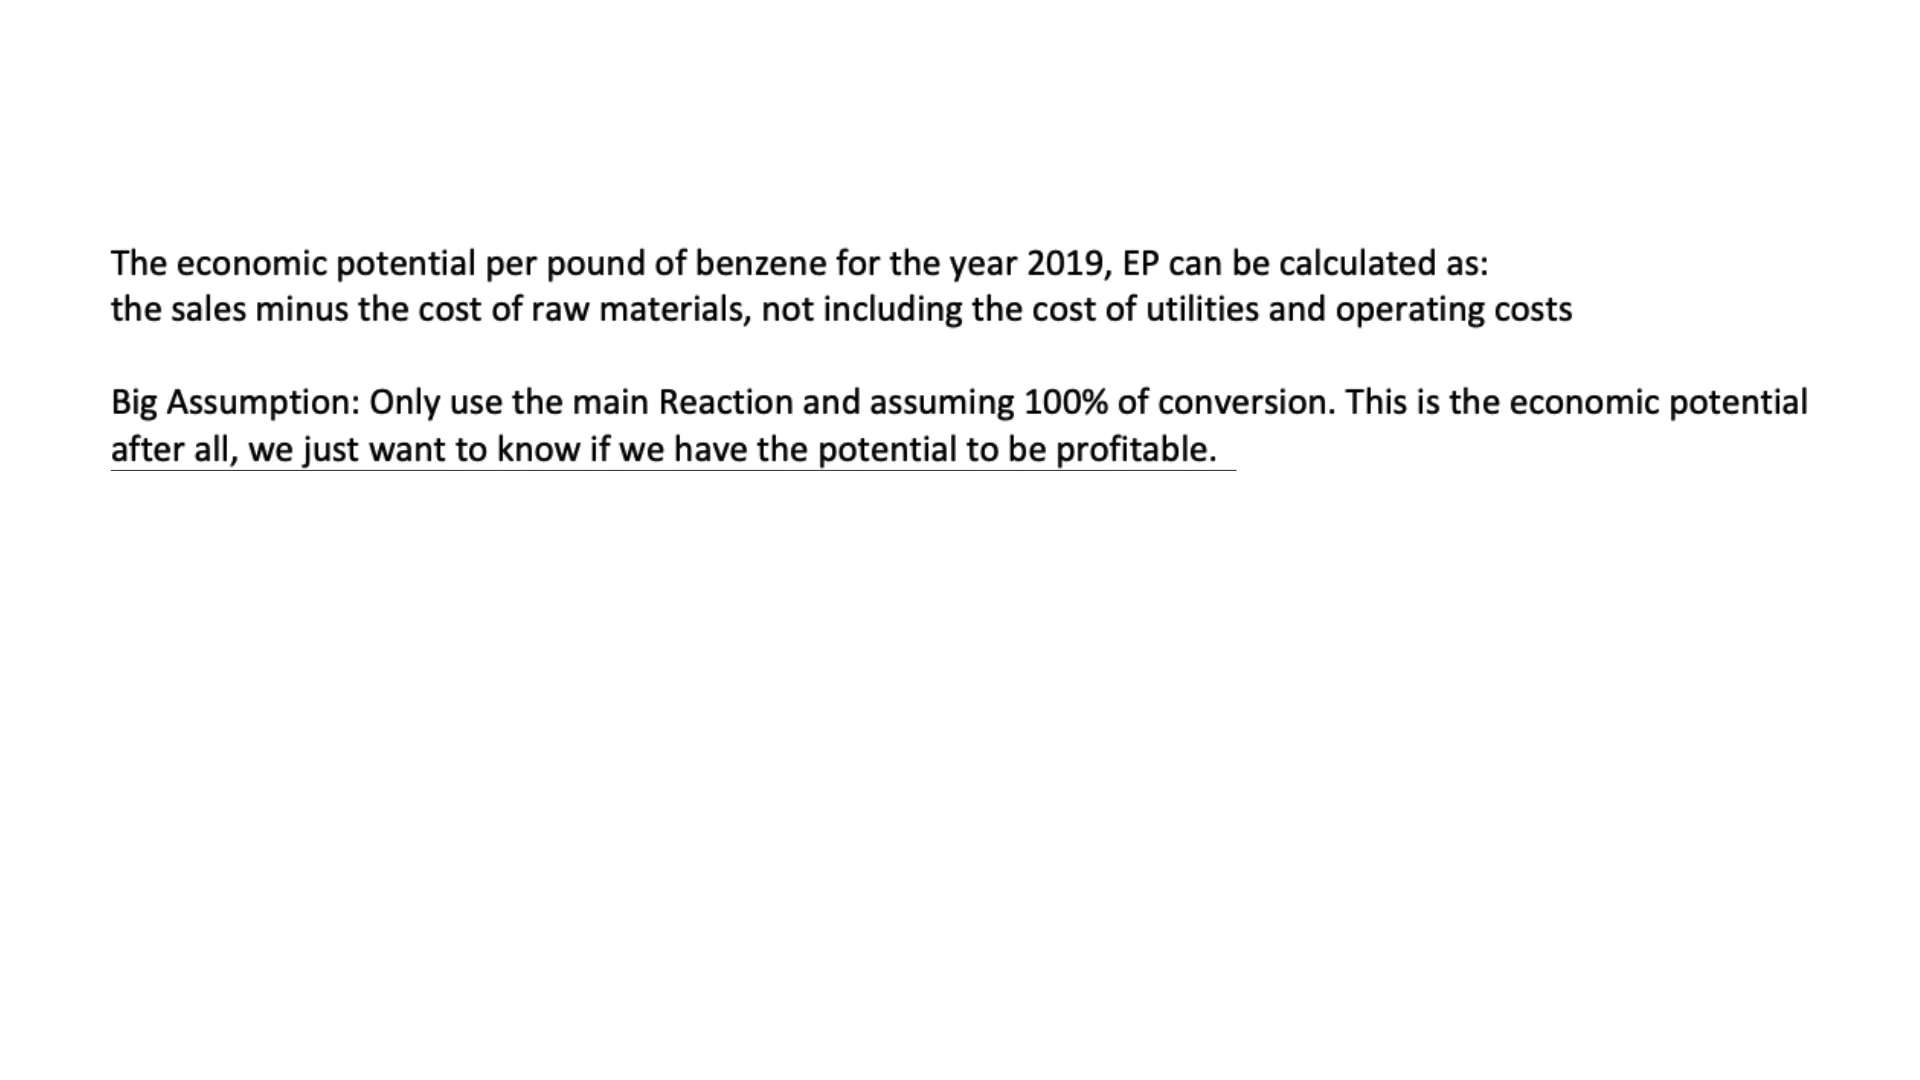 The economic potential per pound of benzene for the year 2019, EP can be calculated as:
the sales minus the cost of raw materials, not including the cost of utilities and operating costs
Big Assumption: Only use the main Reaction and assuming 100% of conversion. This is the economic potential
after all, we just want to know if we have the potential to be profitable.